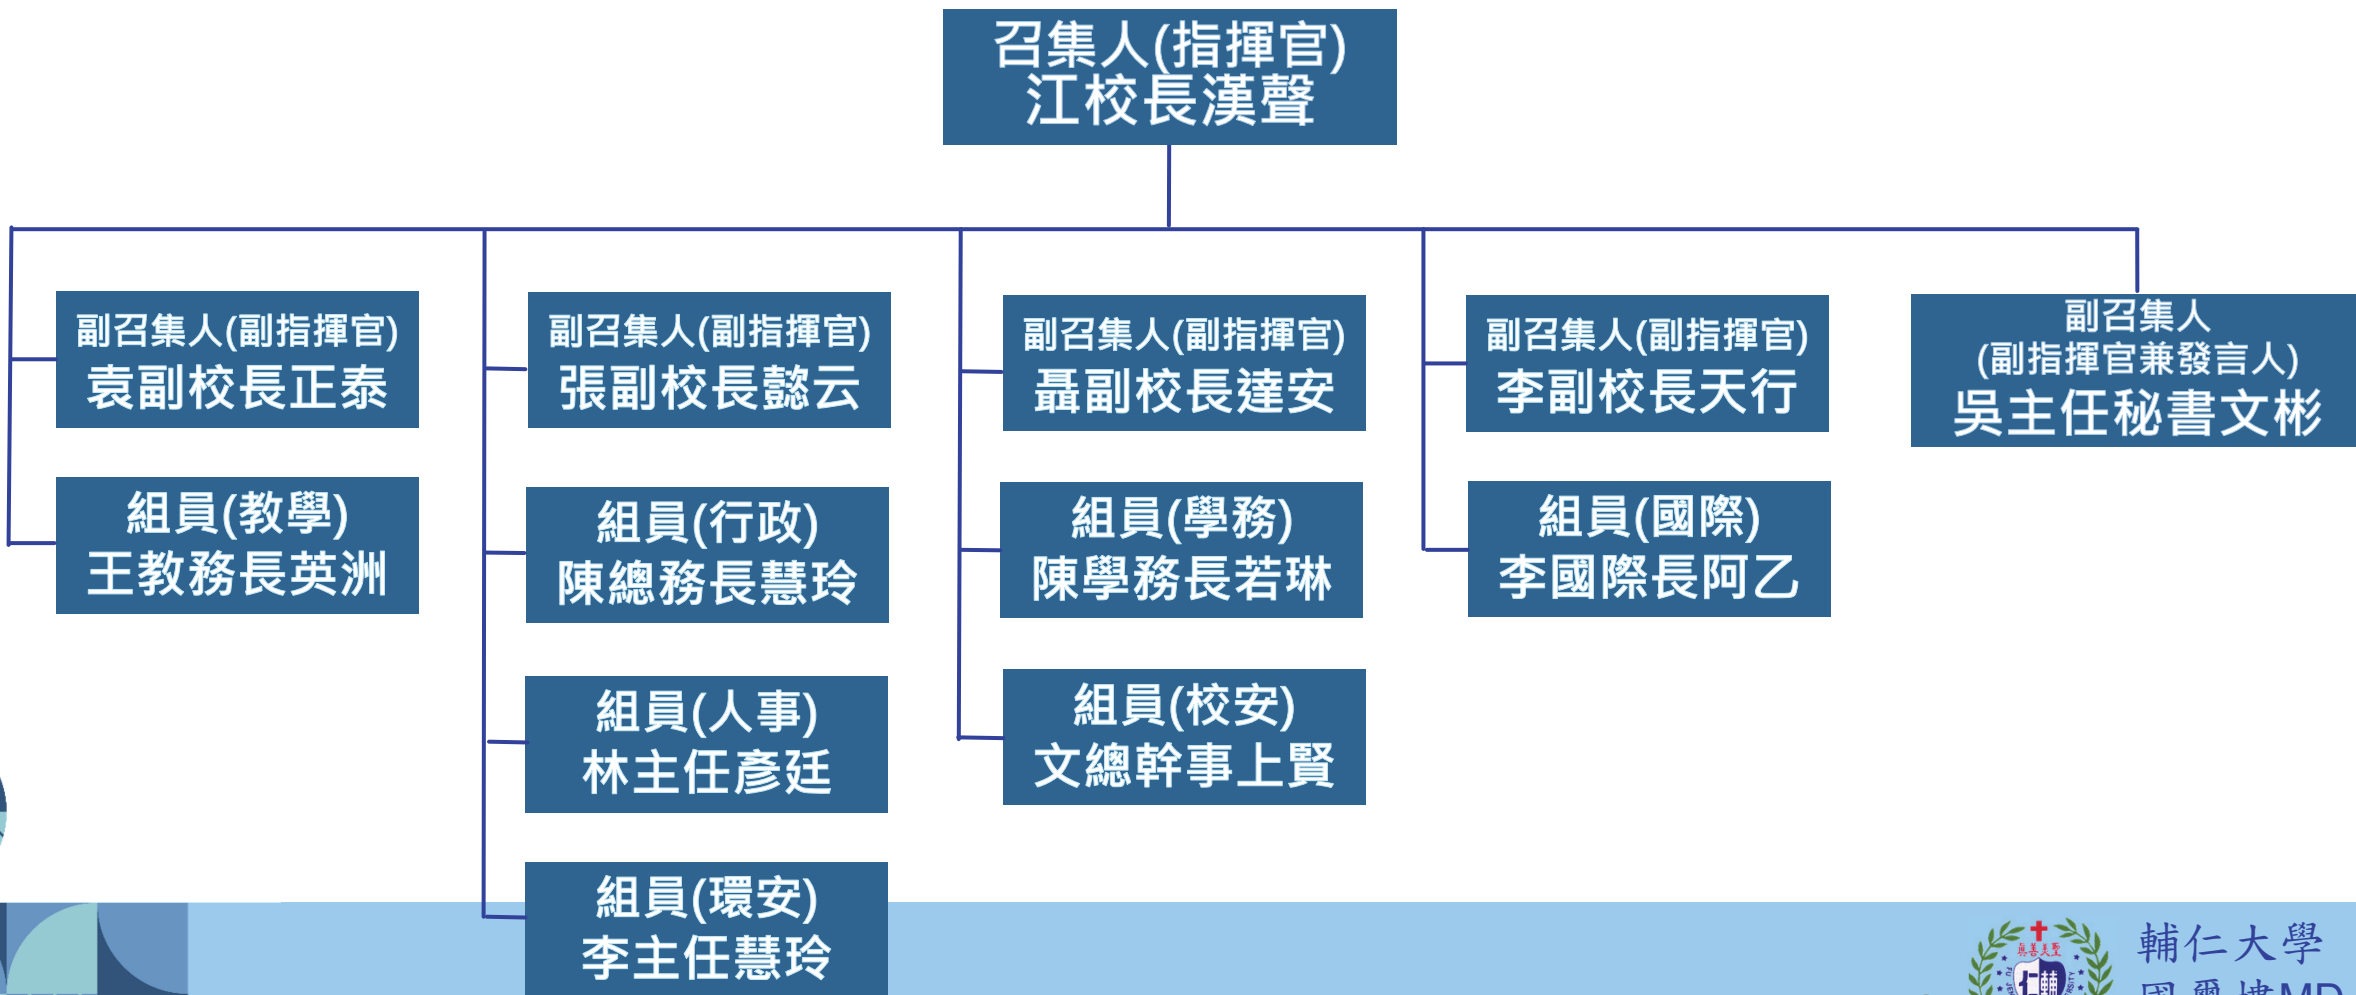 召集人(指揮官)
江校長漢聲
副召集人(副指揮官)
袁副校長正泰
副召集人(副指揮官)
張副校長懿云
副召集人(副指揮官)
聶副校長達安
副召集人(副指揮官)
李副校長天行
副召集人
(副指揮官兼發言人)
吳主任秘書文彬
組員(教學)
王教務長英洲
組員(行政)
陳總務長慧玲
組員(學務)
陳學務長若琳
組員(國際)
李國際長阿乙
組員(人事)
林主任彥廷
組員(校安)
文總幹事上賢
組員(環安)
李主任慧玲
輔仁大學